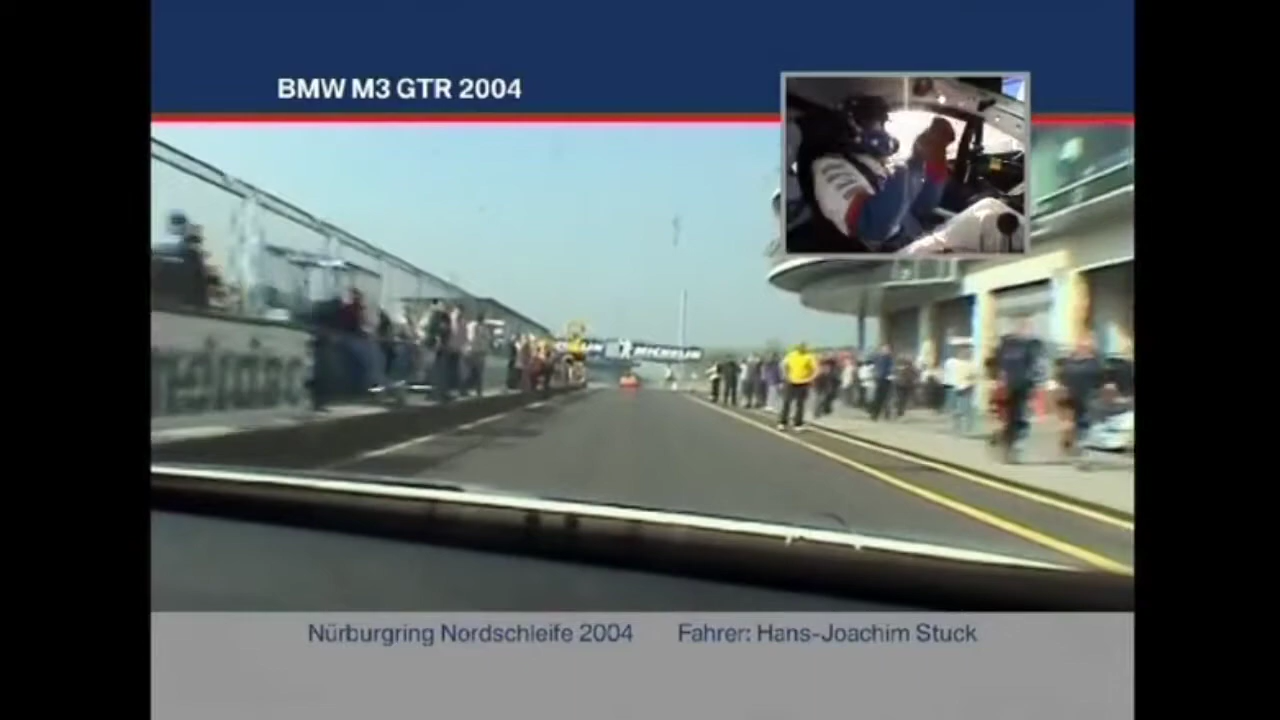 BMW M3 GTR 2004
MICHELIN
Nürburgring Nordschleife 2004 Fahrer: Hans-Joachim Stuck